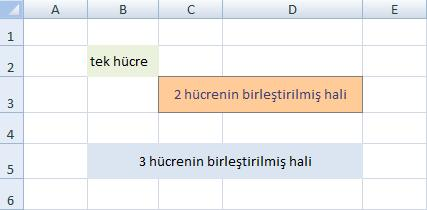 A B C D E
1
2 tek hücre
3 2 hücrenin birleştirilmiş hali
4
5 3 hücrenin birleştirilmiş hali
6